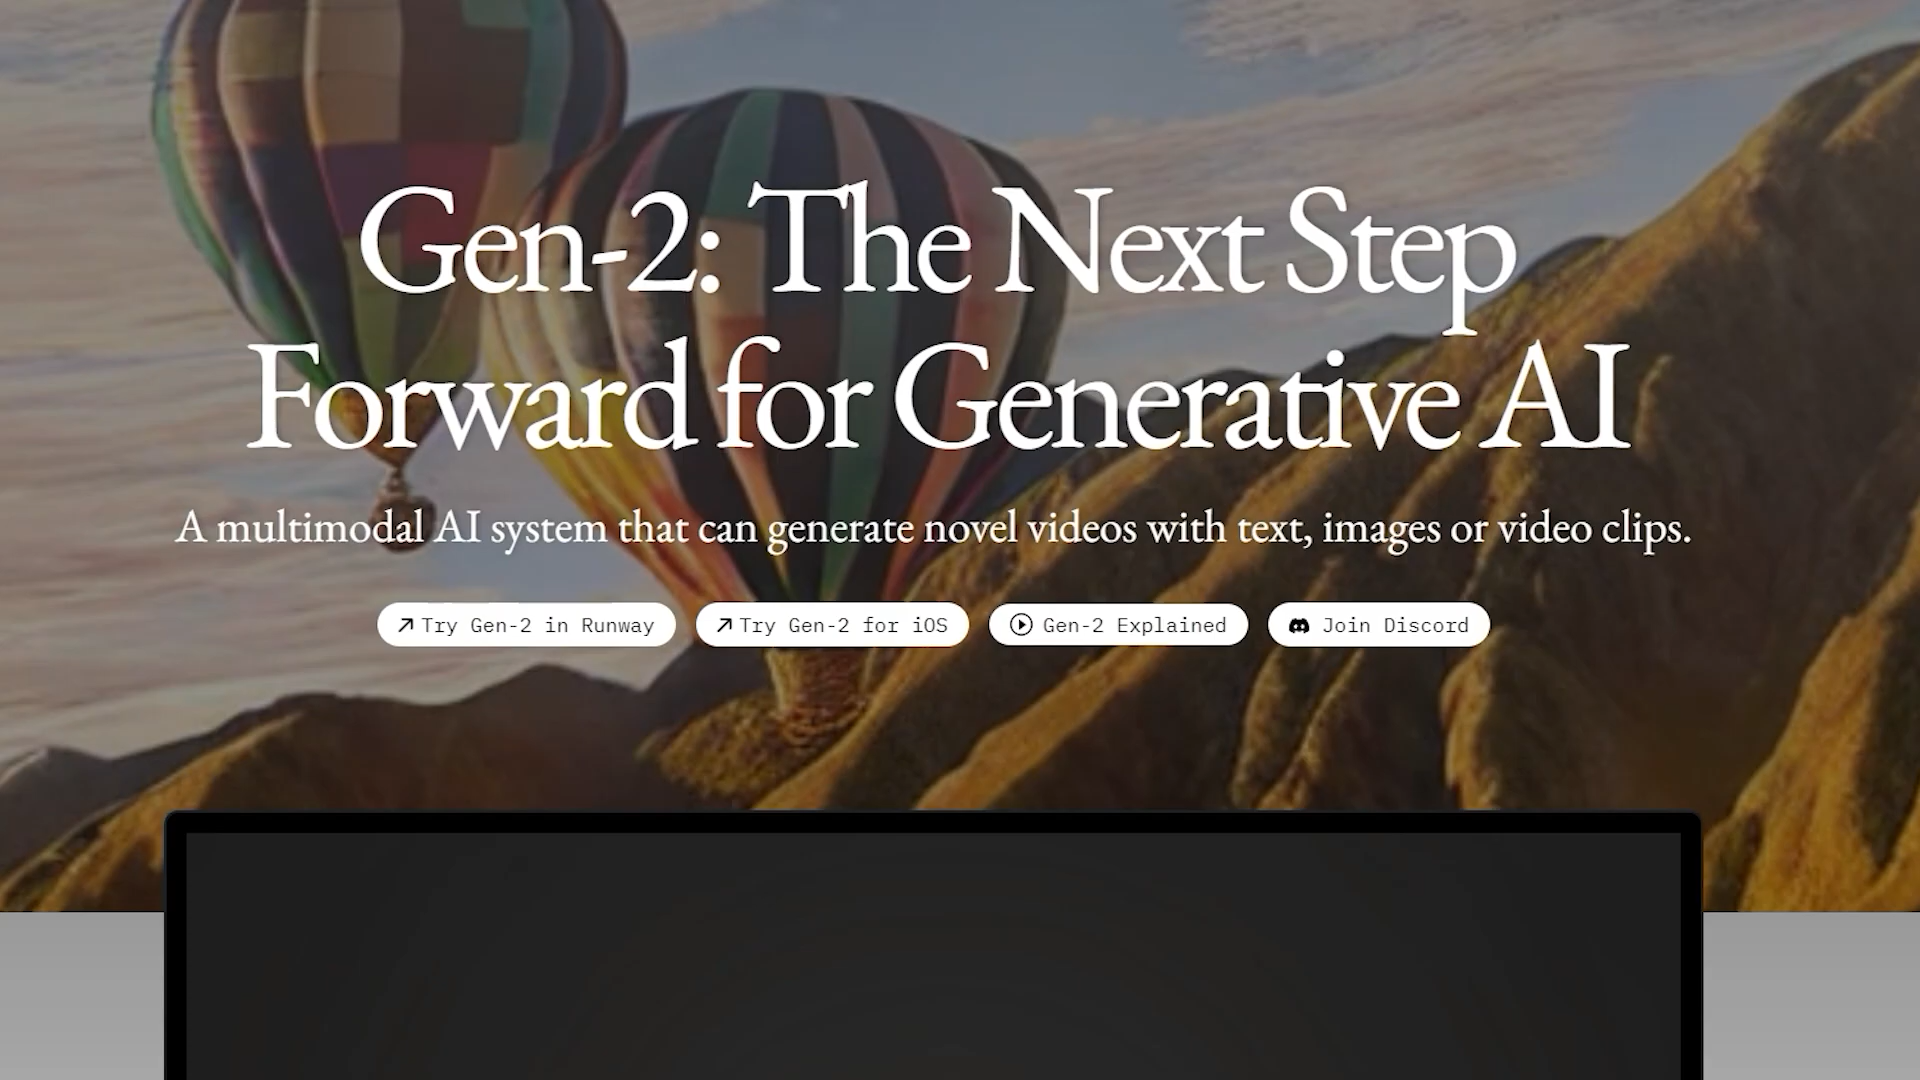 Gen-2: The Next Step
Forward for Generative AI
A multimodal AI system that can generate novel videos with text, images or video clips.
Try Gen-2 in Runway
Try Gen-2 for iOS
Gen-2 Explained
Join Discord